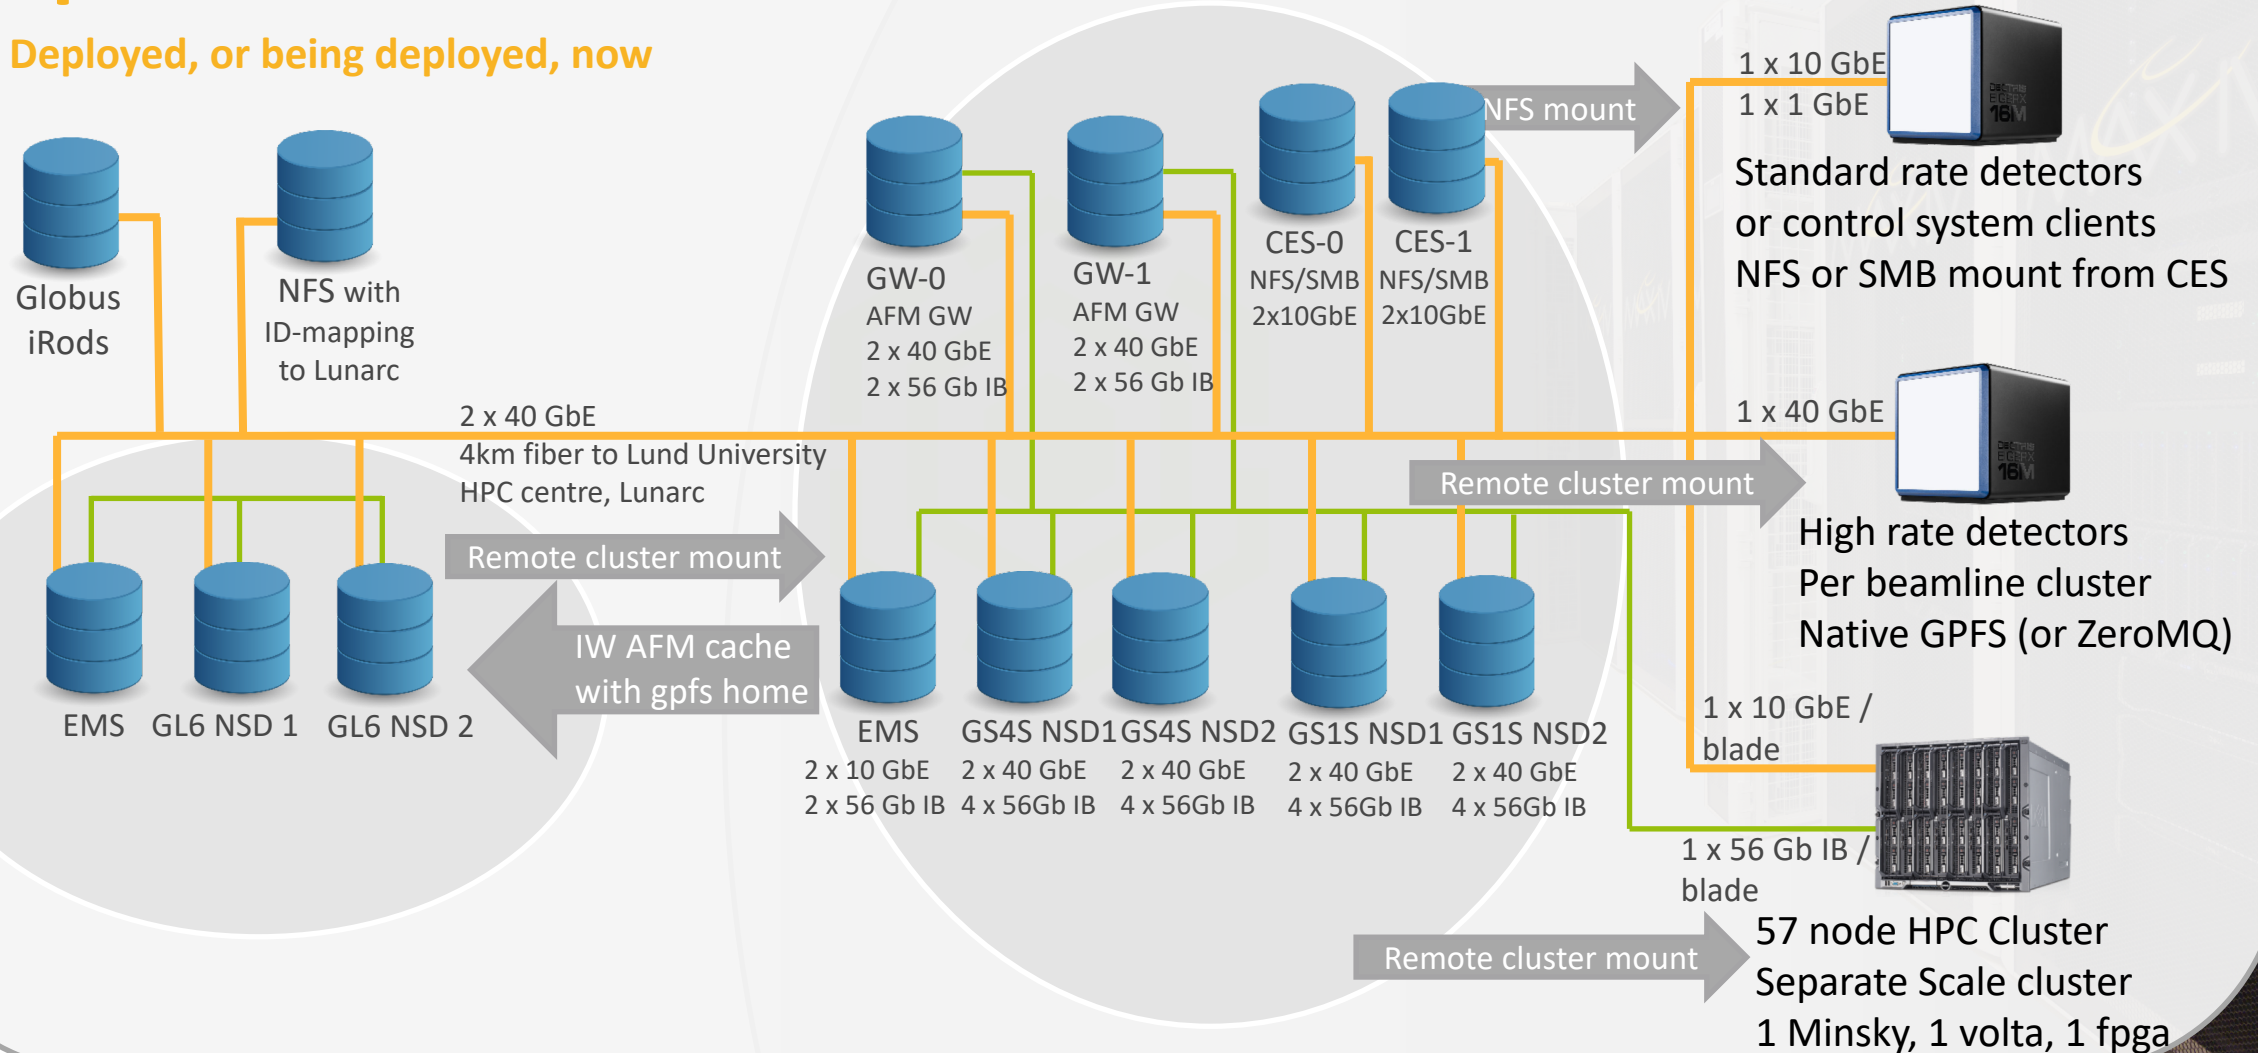 Deployed, or being deployed, now
Globus
iRods
NFS with
ID-mapping
to Lunarc
2 x 40 GbE
4km fiber to Lund University
HPC centre, Lunarc
GW-0
AFM GW
2 x 40 GbE
2 x 56 Gb IB
GW-1
AFM GW
2 x 40 GbE
2 x 56 Gb IB
CES-0
NFS/SMB
2x10GbE
CES-1
NFS/SMB
2x10GbE
NFS mount
1 x 10 GbE
1 x 1 GbE
16M
Standard rate detectors
or control system clients
NFS or SMB mount from CES
1 x 40 GbE
16M
Remote cluster mount
High rate detectors
Per beamline cluster
Native GPFS (or ZeroMQ)
Remote cluster mount
IW AFM cache
with gpfs home
EMS
GL6 NSD 1
GL6 NSD 2
EMS
2 x 10 GbE
2 x 56 Gb IB
GS4S NSD1
2 x 40 GbE
4 x 56Gb IB
GS4S NSD2
2 x 40 GbE
4 x 56Gb IB
GS1S NSD1
2 x 40 GbE
4 x 56Gb IB
GS1S NSD2
2 x 40 GbE
4 x 56Gb IB
1 x 10 GbE /
blade
1 x 56 Gb IB /
blade
Remote cluster mount
57 node HPC Cluster
Separate Scale cluster
1 Minsky, 1 volta, 1 fpga